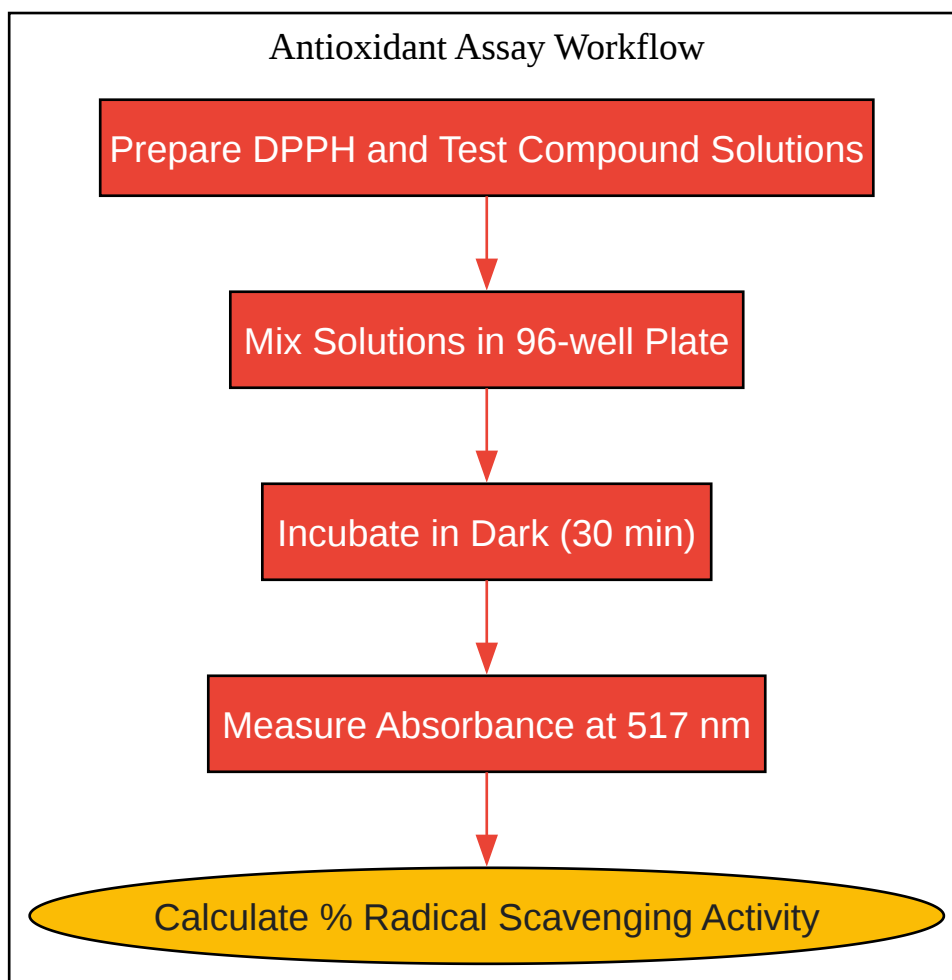 Antioxidant Assay Workflow
Prepare DPPH and Test Compound Solutions
Mix Solutions in 96-well Plate
Incubate in Dark (30 min)
Measure Absorbance at 517 nm
Calculate % Radical Scavenging Activity